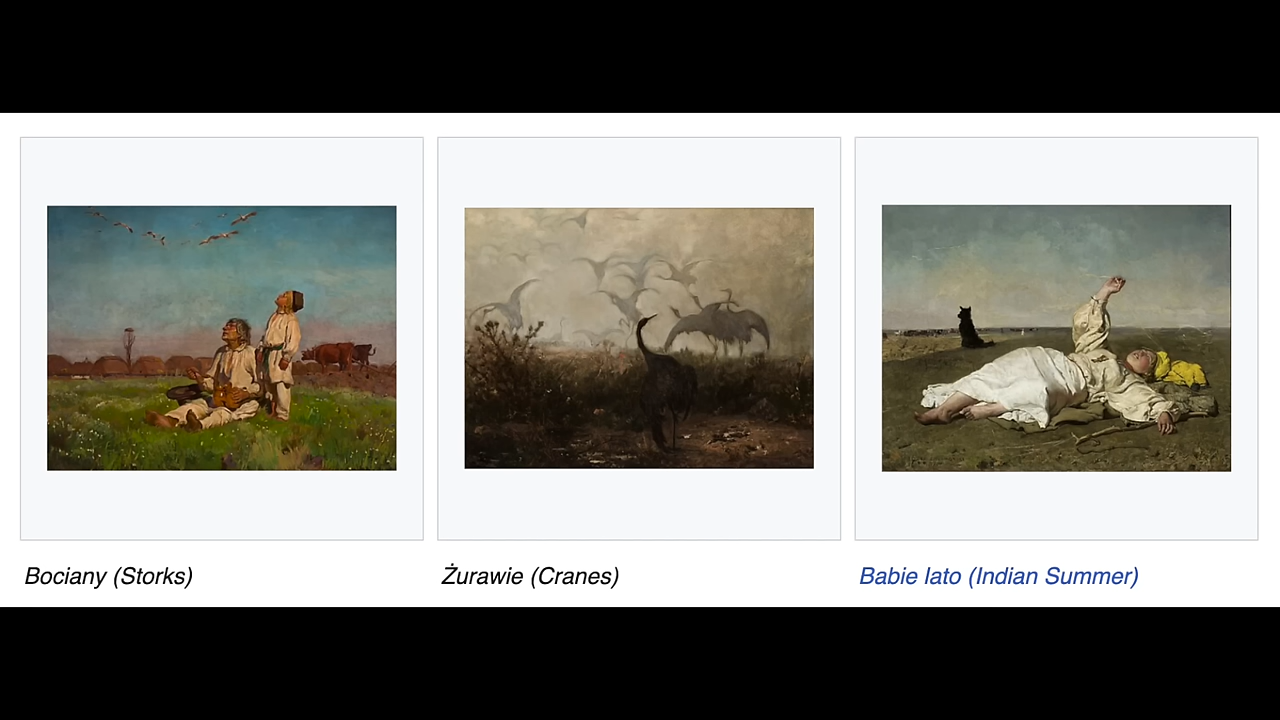 Bociany (Storks)
Żurawie (Cranes)
Babie lato (Indian Summer)